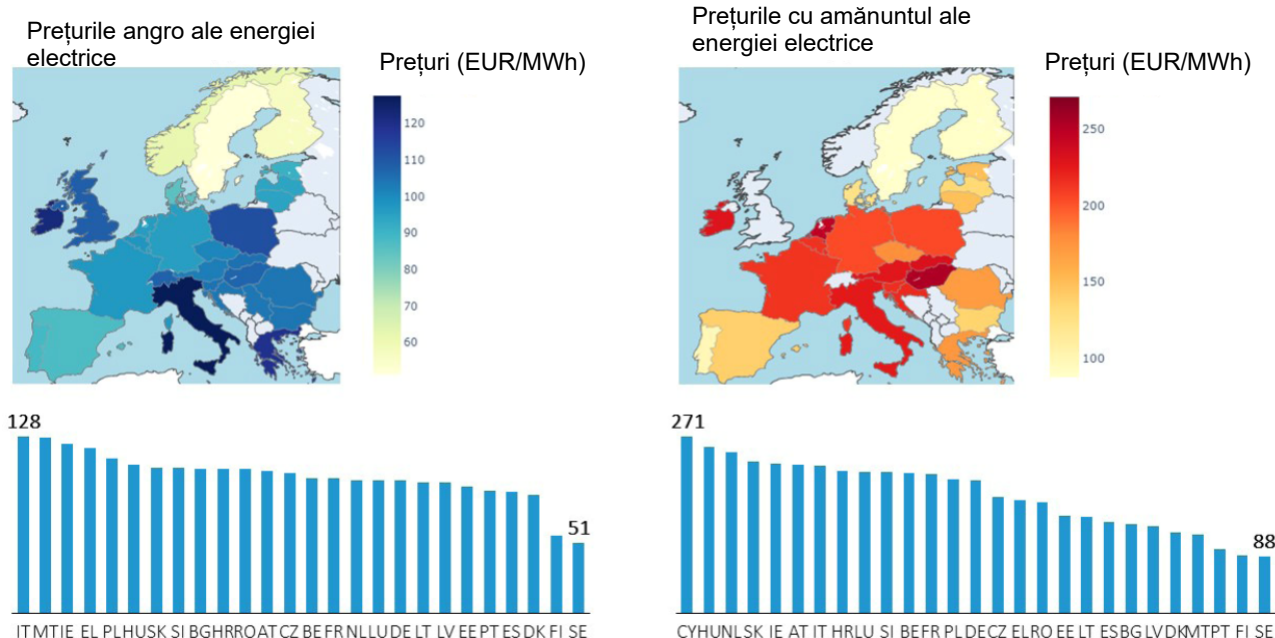 Prețurile angro ale energiei
electrice
Prețuri (EUR/MWh)
120
110
100
90
80
70
60
128
51
IT MT IE EL PL HU SK SI BG HR RO AT CZ BE FR NL LU DE LT LV EE PT ES DK FI SE
Prețurile cu amănuntul ale
energiei electrice
Prețuri (EUR/MWh)
250
200
150
100
271
88
CY HU NL SK IE AT IT HR LU SI BE FR PL DE CZ EL RO EE LT ES BG LV DK MT PT FI SE